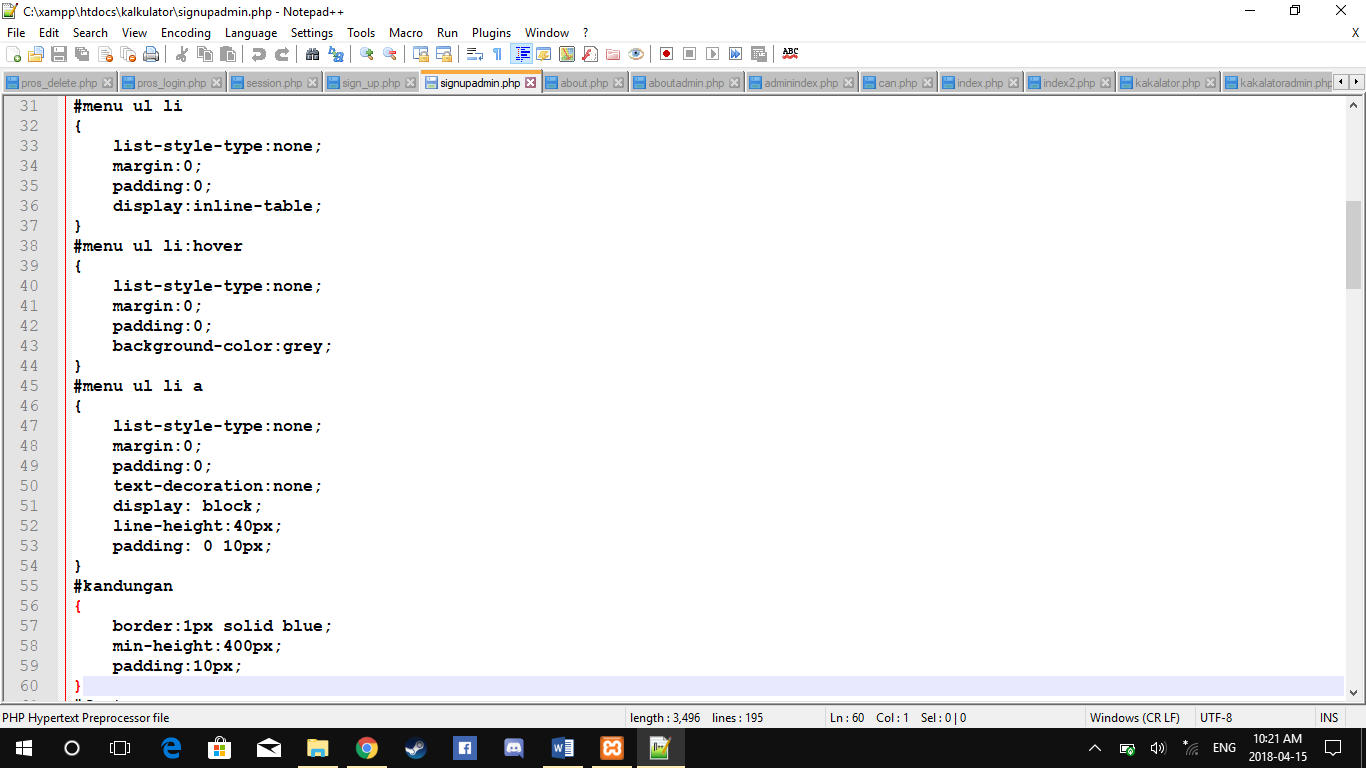 C:\xampp\htdocs\kalkulator\signupadmin.php - Notepad++
File Edit Search View Encoding Language Settings Tools Macro Run Plugins Window ? X
ABC
pros_delete.php pros_login.php session.php sign_up.php signupadmin.php about.php aboutadmin.php adminindex.php can.php index.php index2.php kakalator.php kakalatoradmin.php
31 #menu ul li
32 {
33 list-style-type:none;
34 margin:0;
35 padding:0;
36 display:inline-table;
37 }
38 #menu ul li:hover
39 {
40 list-style-type:none;
41 margin:0;
42 padding:0;
43 background-color:grey;
44 }
45 #menu ul li a
46 {
47 list-style-type:none;
48 margin:0;
49 padding:0;
50 text-decoration:none;
51 display: block;
52 line-height:40px;
53 padding: 0 10px;
54 }
55 #kandungan
56 {
57 border:1px solid blue;
58 min-height:400px;
59 padding:10px;
60 }
PHP Hypertext Preprocessor file length : 3,496 lines : 195 Ln : 60 Col : 1 Sel : 0 | 0 Windows (CR LF) UTF-8 INS
ENG 10:21 AM
2018-04-15